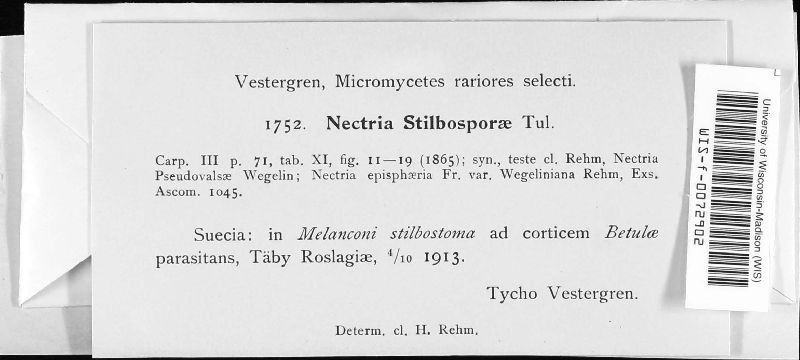 Vestergren, Micromycetes rariores selecti.
1752. Nectria Stilbosporæ Tul.
Carp. III p. 71, tab. XI, fig. 11—19 (1865); syn., teste cl. Rehm, Nectria
Pseudovalsæ Wegelin; Nectria episphæria Fr. var. Wegeliniana Rehm, Exs.
Ascom. 1045.
Suecia: in Melanconi stilbostoma ad corticem Betulæ
parasitans, Täby Roslagiæ, 4/10 1913.
Tycho Vestergren.
Determ. cl. H. Rehm.
University of Wisconsin-Madison (WIS)
WIS-f-0072902